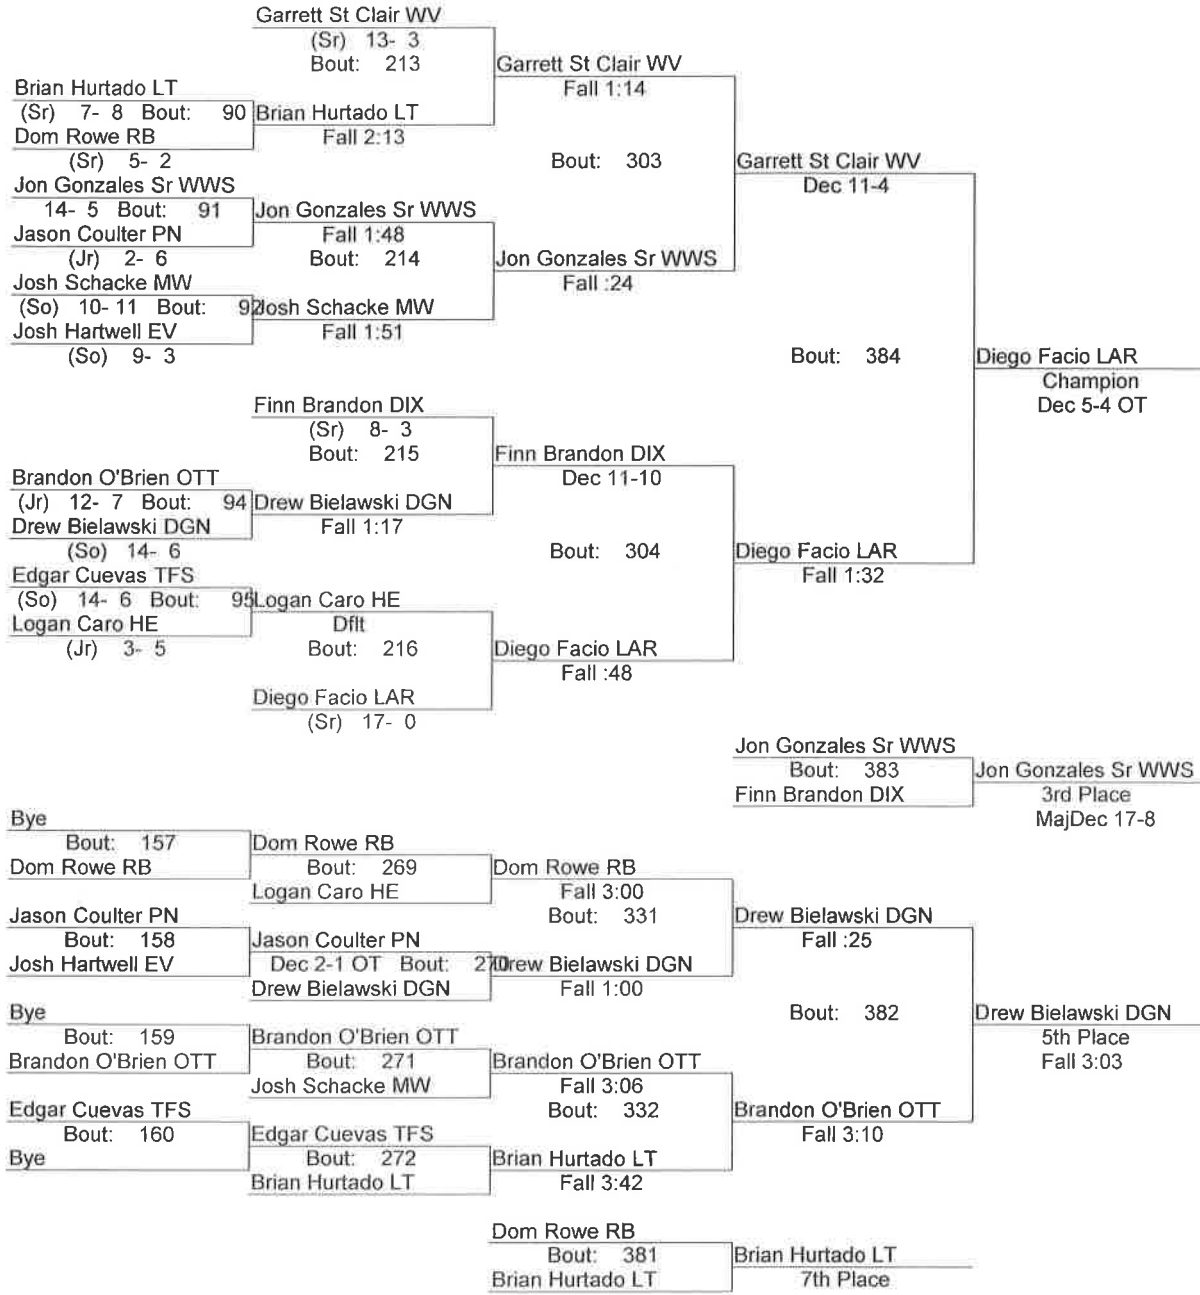 Garrett St Clair WV
(Sr) 13- 3
Bout: 213
Garrett St Clair WV
Fall 1:14
Brian Hurtado LT
(Sr) 7- 8 Bout: 90
Brian Hurtado LT
Fall 2:13
Dom Rowe RB
(Sr) 5- 2
Bout: 303
Garrett St Clair WV
Dec 11-4
Jon Gonzales Sr WWS
14- 5 Bout: 91
Jon Gonzales Sr WWS
Fall 1:48
Jason Coulter PN
(Jr) 2- 6
Bout: 214
Jon Gonzales Sr WWS
Fall :24
Josh Schacke MW
(So) 10- 11 Bout: 92
Josh Schacke MW
Fall 1:51
Josh Hartwell EV
(So) 9- 3
Bout: 384
Diego Facio LAR
Champion
Dec 5-4 OT
Finn Brandon DIX
(Sr) 8- 3
Bout: 215
Finn Brandon DIX
Dec 11-10
Brandon O'Brien OTT
(Jr) 12- 7 Bout: 94
Drew Bielawski DGN
Fall 1:17
Drew Bielawski DGN
(So) 14- 6
Bout: 304
Diego Facio LAR
Fall 1:32
Edgar Cuevas TFS
(So) 14- 6 Bout: 95
Logan Caro HE
Dflt
Logan Caro HE
(Jr) 3- 5
Bout: 216
Diego Facio LAR
Fall :48
Diego Facio LAR
(Sr) 17- 0
Jon Gonzales Sr WWS
Bout: 383
Finn Brandon DIX
Jon Gonzales Sr WWS
3rd Place
MajDec 17-8
Bye
Bout: 157
Dom Rowe RB
Dom Rowe RB
Bout: 269
Logan Caro HE
Dom Rowe RB
Fall 3:00
Bout: 331
Drew Bielawski DGN
Fall :25
Jason Coulter PN
Bout: 158
Josh Hartwell EV
Jason Coulter PN
Dec 2-1 OT Bout: 270
Drew Bielawski DGN
Drew Bielawski DGN
Fall 1:00
Bout: 382
Drew Bielawski DGN
5th Place
Fall 3:03
Bye
Bout: 159
Brandon O'Brien OTT
Brandon O'Brien OTT
Bout: 271
Josh Schacke MW
Brandon O'Brien OTT
Fall 3:06
Bout: 332
Brandon O'Brien OTT
Fall 3:10
Edgar Cuevas TFS
Bout: 160
Bye
Edgar Cuevas TFS
Bout: 272
Brian Hurtado LT
Brian Hurtado LT
Fall 3:42
Dom Rowe RB
Bout: 381
Brian Hurtado LT
Brian Hurtado LT
7th Place